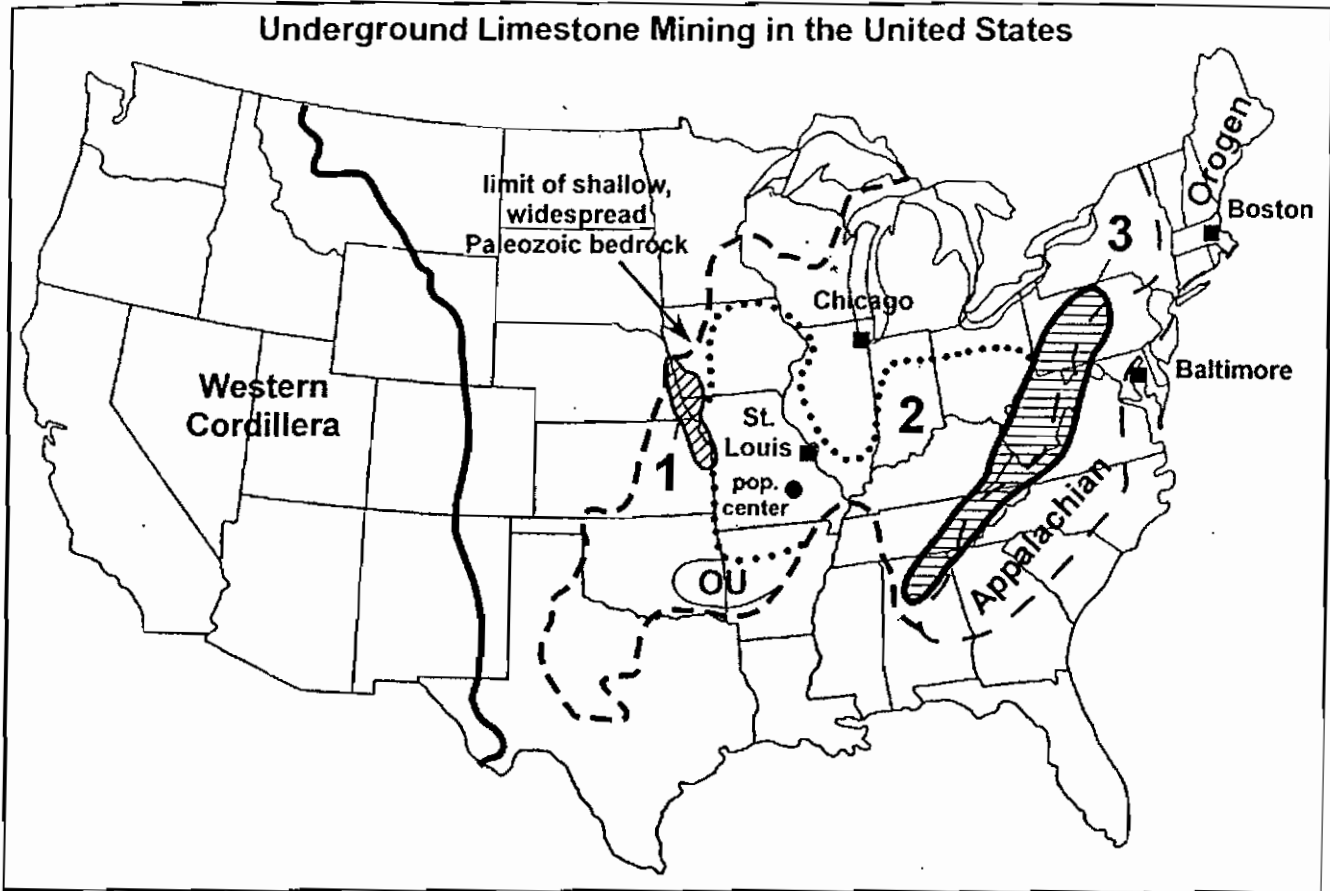 Underground Limestone Mining in the United States
limit of shallow,
widespread
Paleozoic bedrock
Orogen
Boston
3
Chicago
Western
Cordillera
Baltimore
2
St.
Louis
1
pop.
center
OU
Appalachian